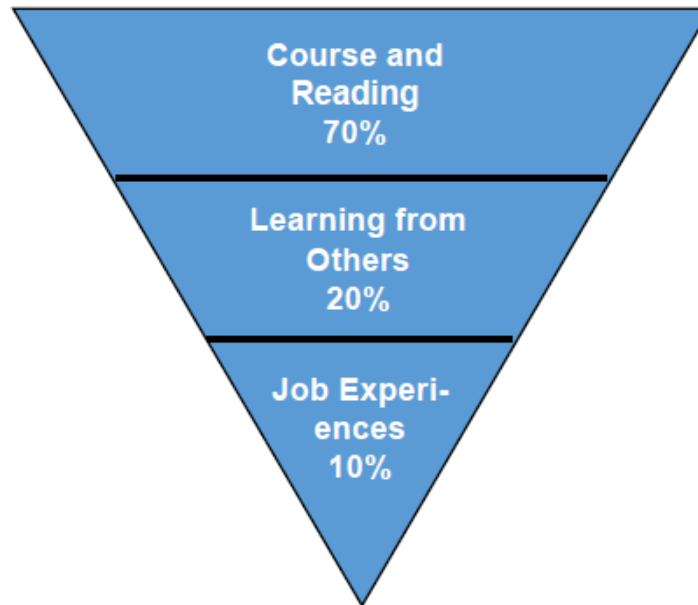 Course and
Reading
70%
Learning from
Others
20%
Job Experi-
ences
10%